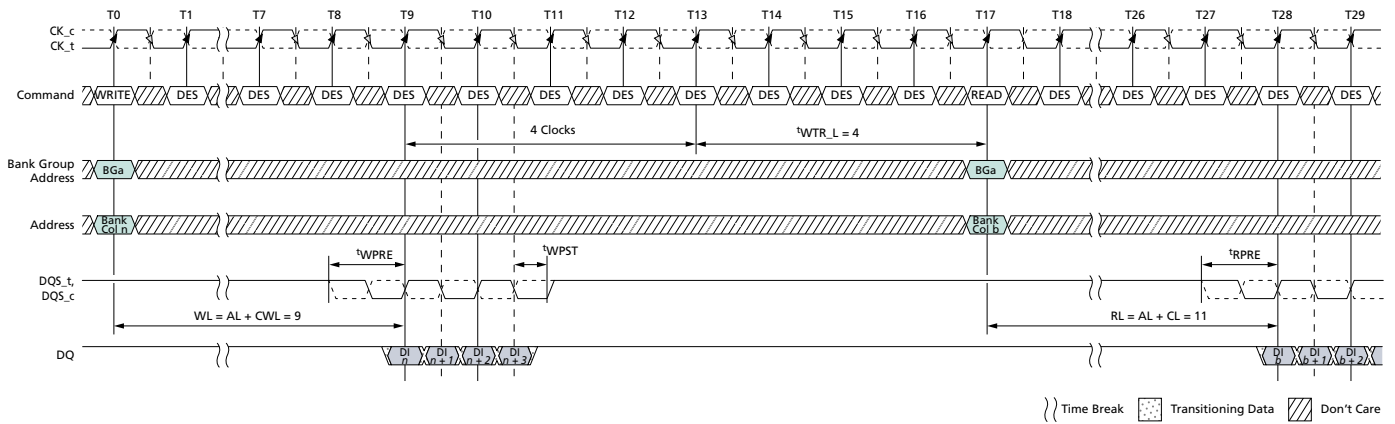 T0 T1 T7 T8 T9 T10 T11 T12 T13 T14 T15 T16 T17 T18 T26 T27 T28 T29
CK_c
CK_t
Command WRITE DES DES DES DES DES DES DES DES DES DES DES READ DES DES DES DES DES
4 Clocks tWTR_L = 4
Bank Group
Address BGa BGa
Address Bank
Col n Bank
Col b
tWPRE tWPST tRPRE
DQS_t,
DQS_c
WL = AL + CWL = 9 RL = AL + CL = 11
DQ DI
n DI
n + 1 DI
n + 2 DI
n + 3 DI
b DI
b + 1 DI
b + 2
Time Break Transitioning Data Don't Care